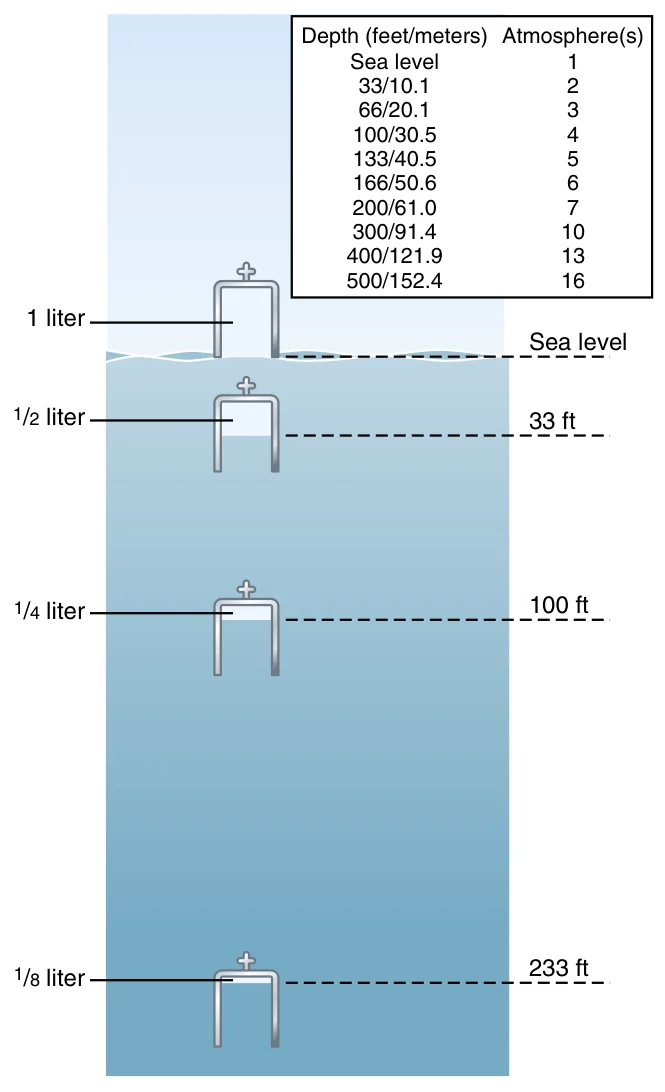 Depth (feet/meters) Atmosphere(s)
Sea level 1
33/10.1 2
66/20.1 3
100/30.5 4
133/40.5 5
166/50.6 6
200/61.0 7
300/91.4 10
400/121.9 13
500/152.4 16
1 liter
Sea level
1/2 liter
33 ft
1/4 liter
100 ft
1/8 liter
233 ft